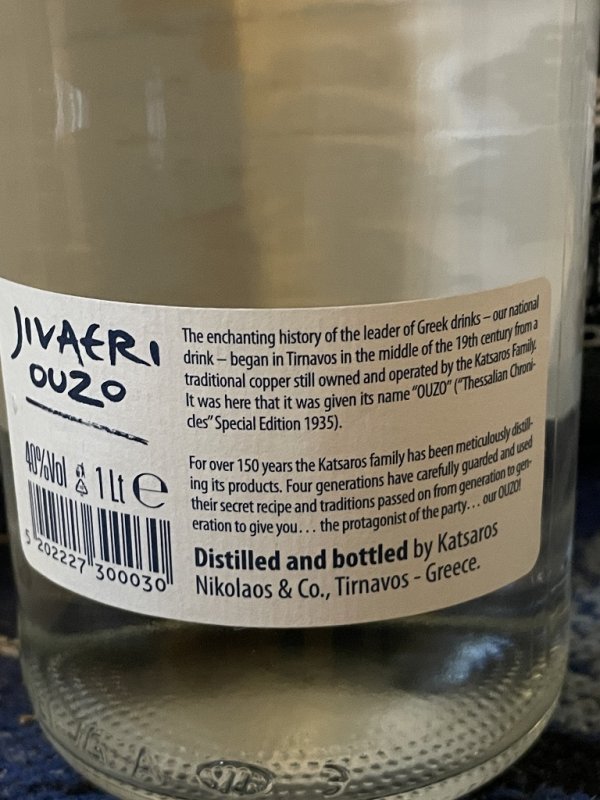 JIVAERI
OUZO
40%Vol 1 Lt e
5 202227 300030
The enchanting history of the leader of Greek drinks – our national
drink – began in Tirnavos in the middle of the 19th century from a
traditional copper still owned and operated by the Katsaros Family.
It was here that it was given its name “OUZO” (“Thessalian Chroni-
cles” Special Edition 1935).
For over 150 years the Katsaros family has been meticulously distill-
ing its products. Four generations have carefully guarded and used
their secret recipe and traditions passed on from generation to gen-
eration to give you... the protagonist of the party... our OUZO!
Distilled and bottled by Katsaros
Nikolaos & Co., Tirnavos - Greece.